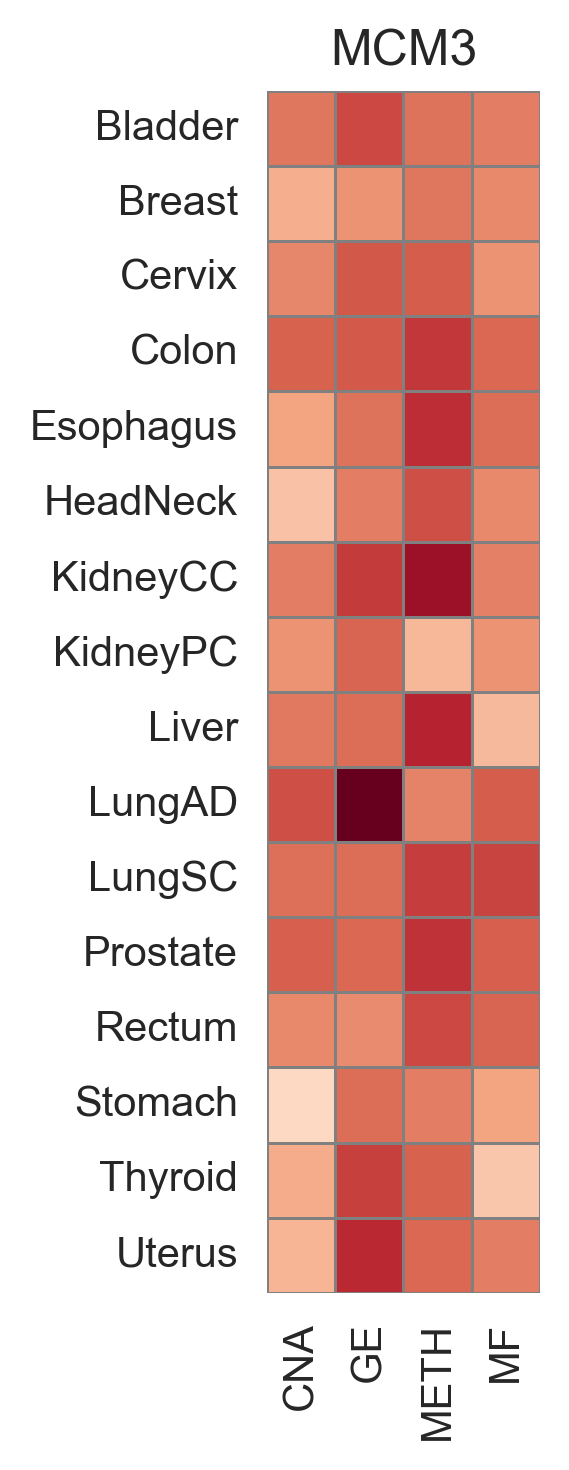 MCM3
Bladder
Breast
Cervix
Colon
Esophagus
HeadNeck
KidneyCC
KidneyPC
Liver
LungAD
LungSC
Prostate
Rectum
Stomach
Thyroid
Uterus
CNA
GE
METH
MF